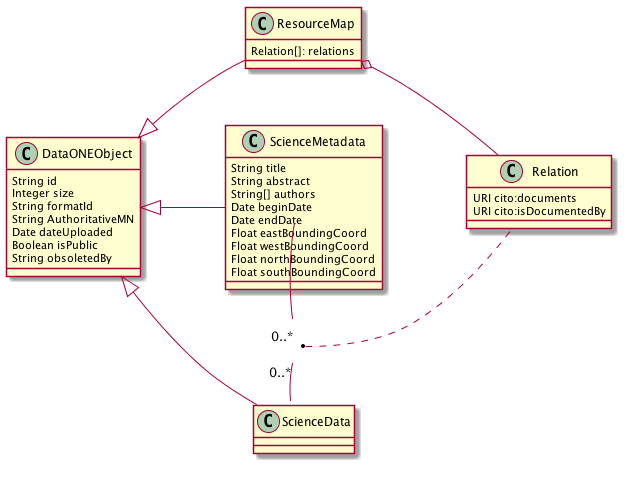 C ResourceMap
Relation[]: relations
C ScienceMetadata
String title
String abstract
String[] authors
Date beginDate
Date endDate
Float eastBoundingCoord
Float westBoundingCoord
Float northBoundingCoord
Float southBoundingCoord
C DataONEObject
String id
Integer size
String formatId
String AuthoritativeMN
Date dateUploaded
Boolean isPublic
String obsoletedBy
C Relation
URI cito:documents
URI cito:isDocumentedBy
0..*
0..*
C ScienceData